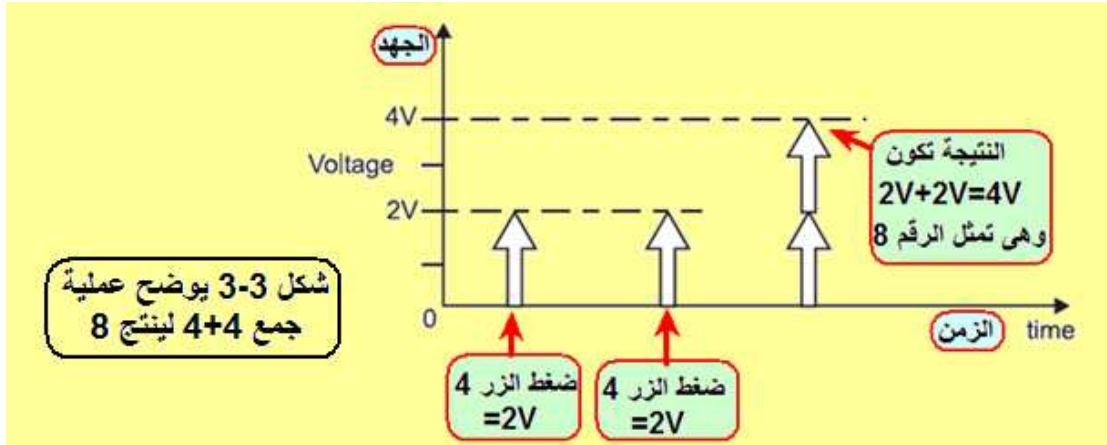 الجهد
4V
Voltage
2V
0
النتيجة تكون
2V+2V=4V
وهى تمثل الرقم 8
شكل 3-3 يوضح عملية
جمع 4+4 لينتج 8
الزمن
time
ضغط الزر 4
=2V
ضغط الزر 4
=2V